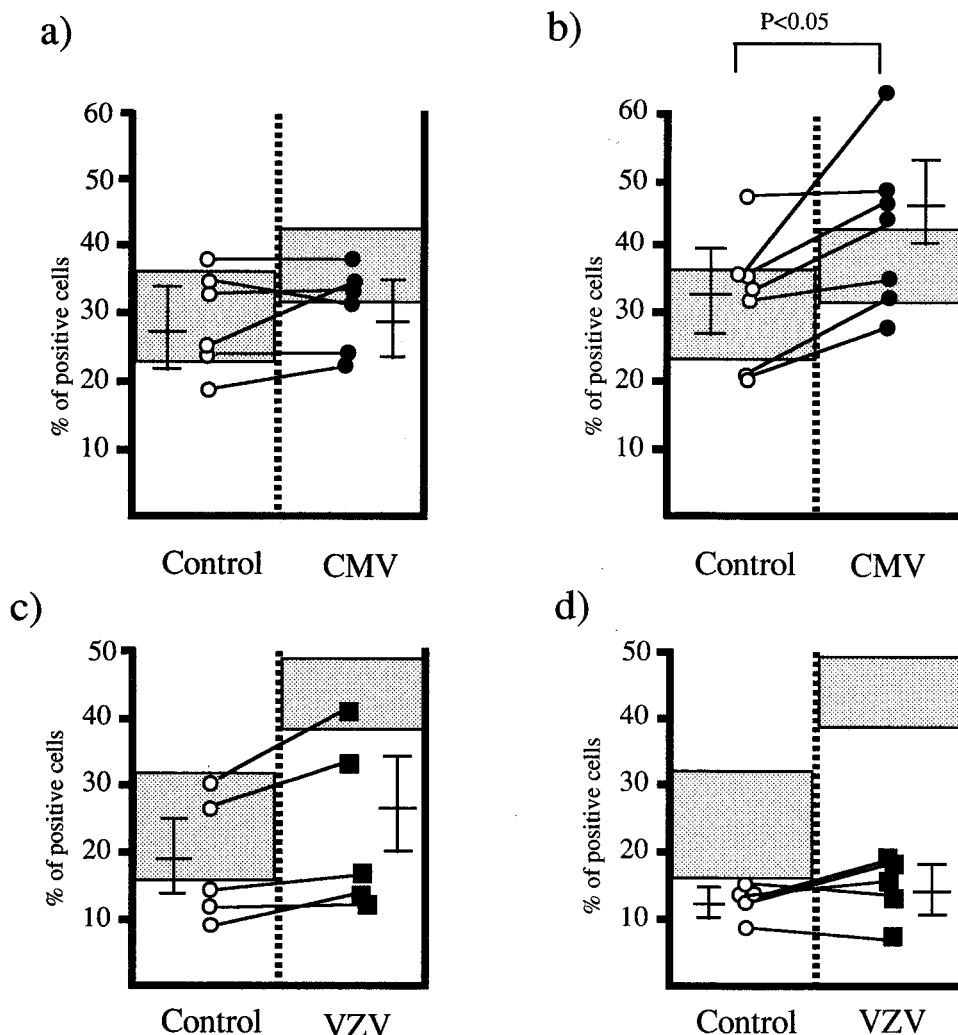 a)
b)
P<0.05
60
50
40
30
20
10
% of positive cells
Control CMV
60
50
40
30
20
10
% of positive cells
Control CMV
c)
d)
50
40
30
20
10
% of positive cells
Control VZV
50
40
30
20
10
% of positive cells
Control VZV